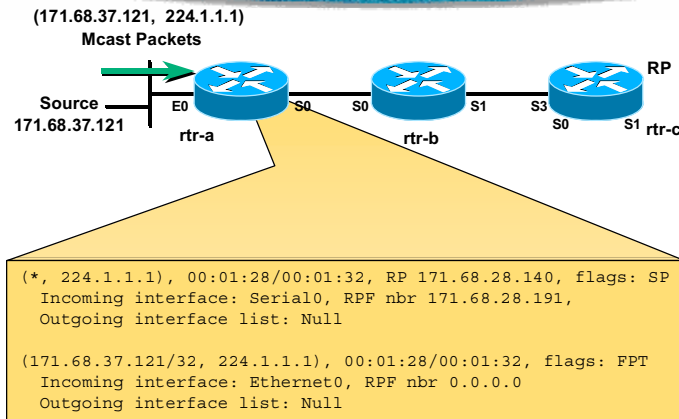 (171.68.37.121, 224.1.1.1)
Mcast Packets
RP
Source
171.68.37.121
E0
S0
S0
S1
S3
S0
S1
rtr-a
rtr-b
rtr-c
(*, 224.1.1.1), 00:01:28/00:01:32, RP 171.68.28.140, flags: SP
Incoming interface: Serial0, RPF nbr 171.68.28.191,
Outgoing interface list: Null
(171.68.37.121/32, 224.1.1.1), 00:01:28/00:01:32, flags: FPT
Incoming interface: Ethernet0, RPF nbr 0.0.0.0
Outgoing interface list: Null